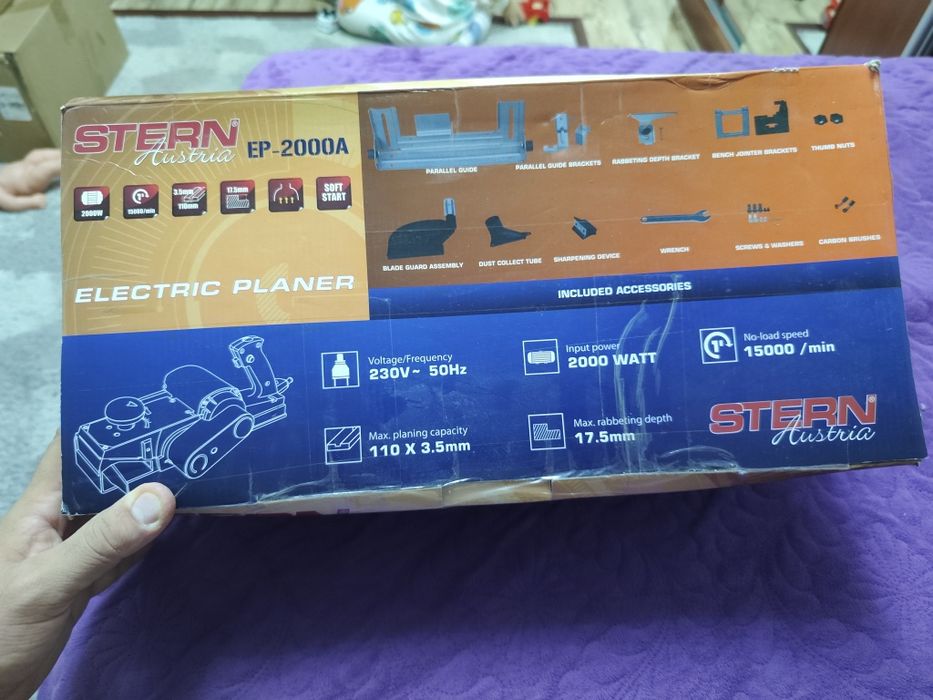 STERN®
Austria
EP-2000A
2000W
15000/min
3.5mm
110mm
17.5mm
SOFT
START
ELECTRIC PLANER
PARALLEL GUIDE
PARALLEL GUIDE BRACKETS
RABBETING DEPTH BRACKET
BENCH JOINTER BRACKETS
THUMB NUTS
BLADE GUARD ASSEMBLY
DUST COLLECT TUBE
SHARPENING DEVICE
WRENCH
SCREWS & WASHERS
CARBON BRUSHES
INCLUDED ACCESSORIES
Voltage/Frequency
230V~ 50Hz
Input power
2000 WATT
No-load speed
15000 /min
Max. planing capacity
110 X 3.5mm
Max. rabbeting depth
17.5mm
STERN®
Austria